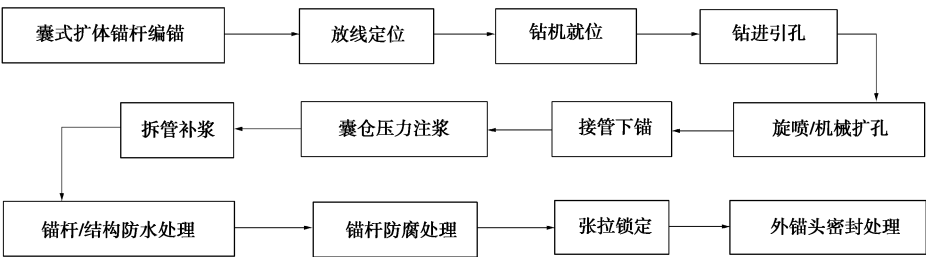 囊式扩体锚杆编锚
放线定位
钻机就位
钻进引孔
旋喷/机械扩孔
接管下锚
囊仓压力注浆
拆管补浆
锚杆/结构防水处理
锚杆防腐处理
张拉锁定
外锚头密封处理